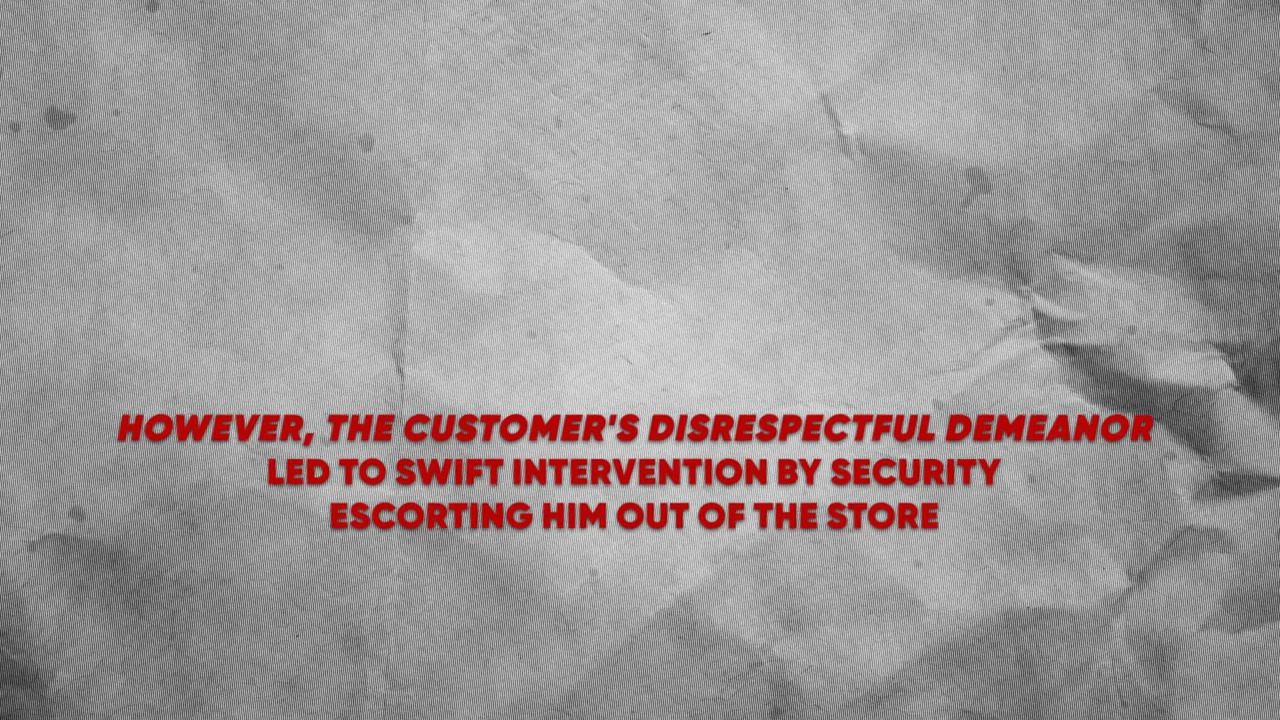 HOWEVER, THE CUSTOMER'S DISRESPECTFUL DEMEANOR
LED TO SWIFT INTERVENTION BY SECURITY
ESCORTING HIM OUT OF THE STORE